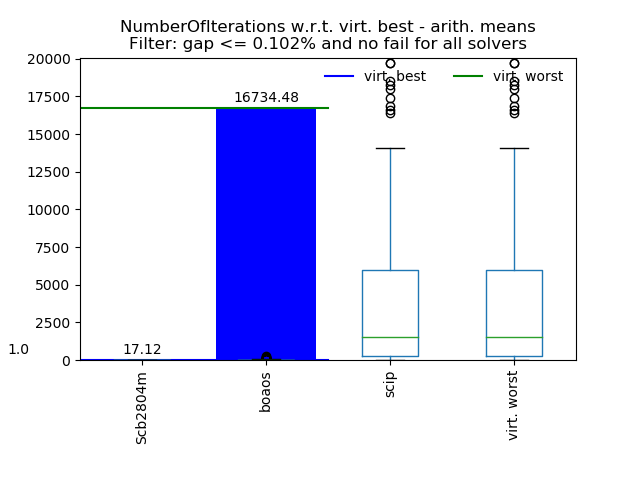 NumberOfIterations w.r.t. virt. best - arith. means
Filter: gap <= 0.102% and no fail for all solvers
virt. best
virt. worst
20000
17500
15000
12500
10000
7500
5000
2500
0
16734.48
17.12
1.0
Scb2804m
boaos
scip
virt. worst